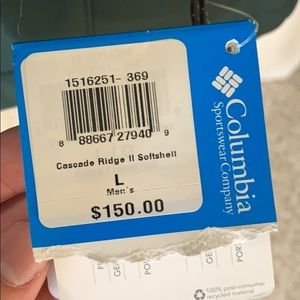 1516251- 369
8 88667 27940 9
Cascade Ridge II Softshell
L
Men's
$150.00
Columbia
Sportswear Company
100% post-consumer
recycled material